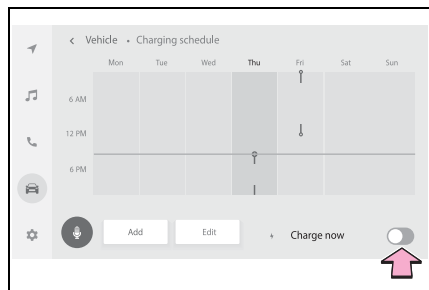 Vehicle • Charging schedule
Mon Tue Wed Thu Fri Sat Sun
6 AM
12 PM
6 PM
Add Edit Charge now